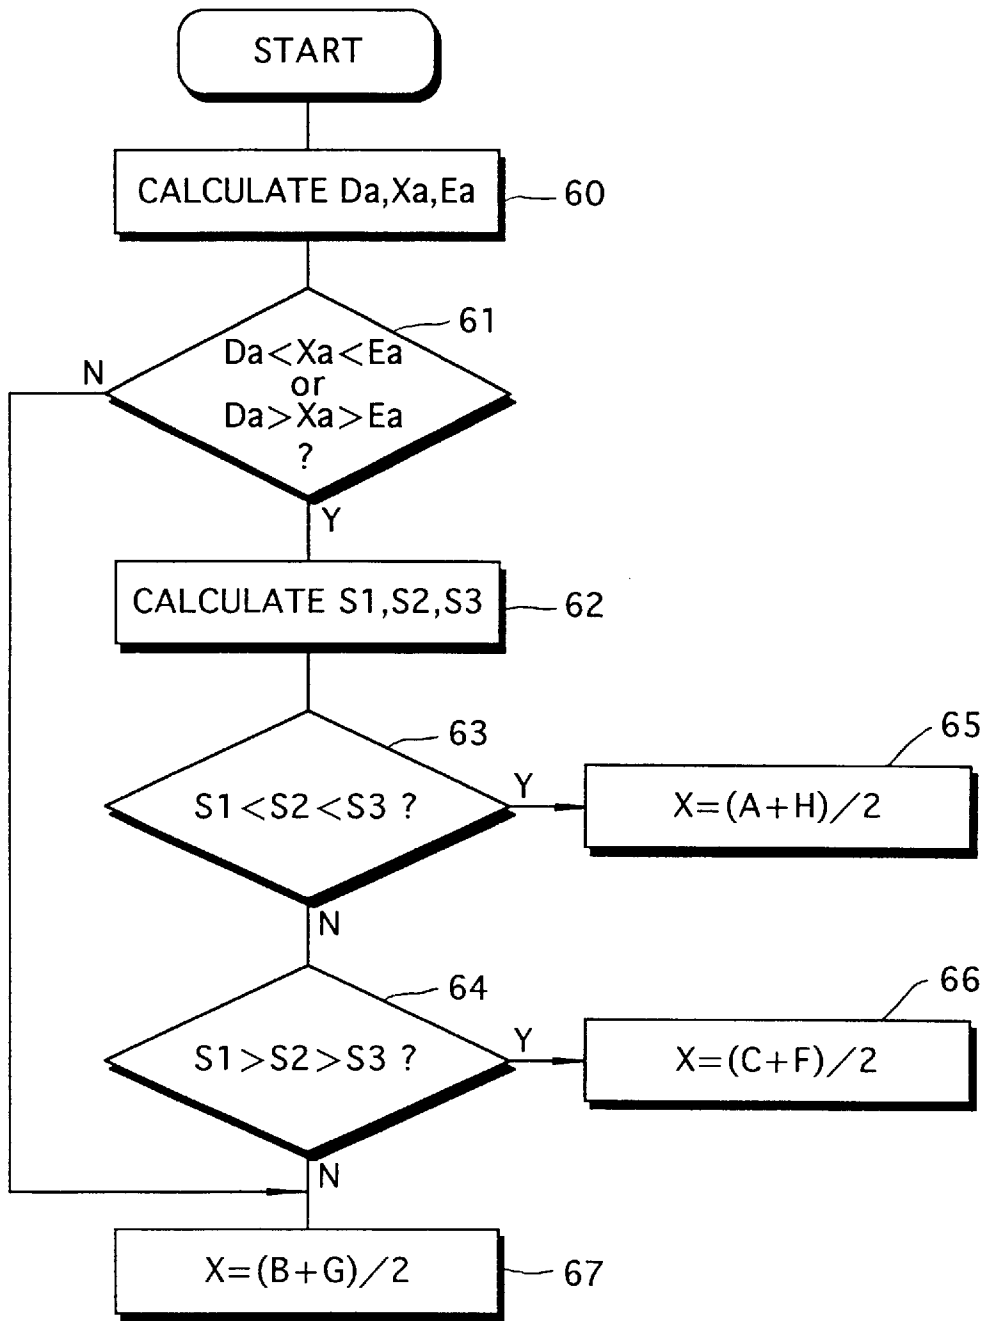 START
CALCULATE Da,Xa,Ea
60
61
N
Da<Xa<Ea
or
Da>Xa>Ea
?
Y
CALCULATE S1,S2,S3
62
63
S1<S2<S3 ?
Y
65
X=(A+H)/2
N
64
S1>S2>S3 ?
Y
66
X=(C+F)/2
N
X=(B+G)/2
67